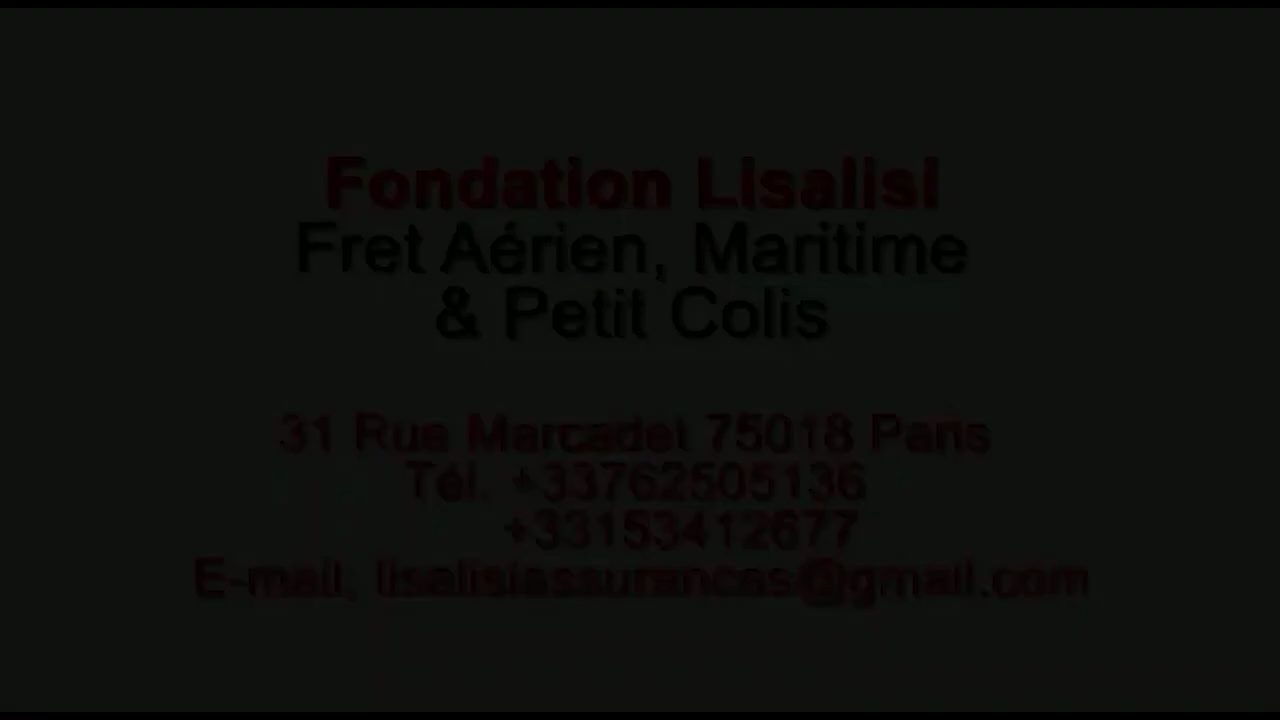 Fondation Lisalisi
Fret Aérien, Maritime
& Petit Colis
31 Rue Marcadet 75018 Paris
Tél. +33762505136
+33153412677
E-mail, lisalisiassurances@gmail.com